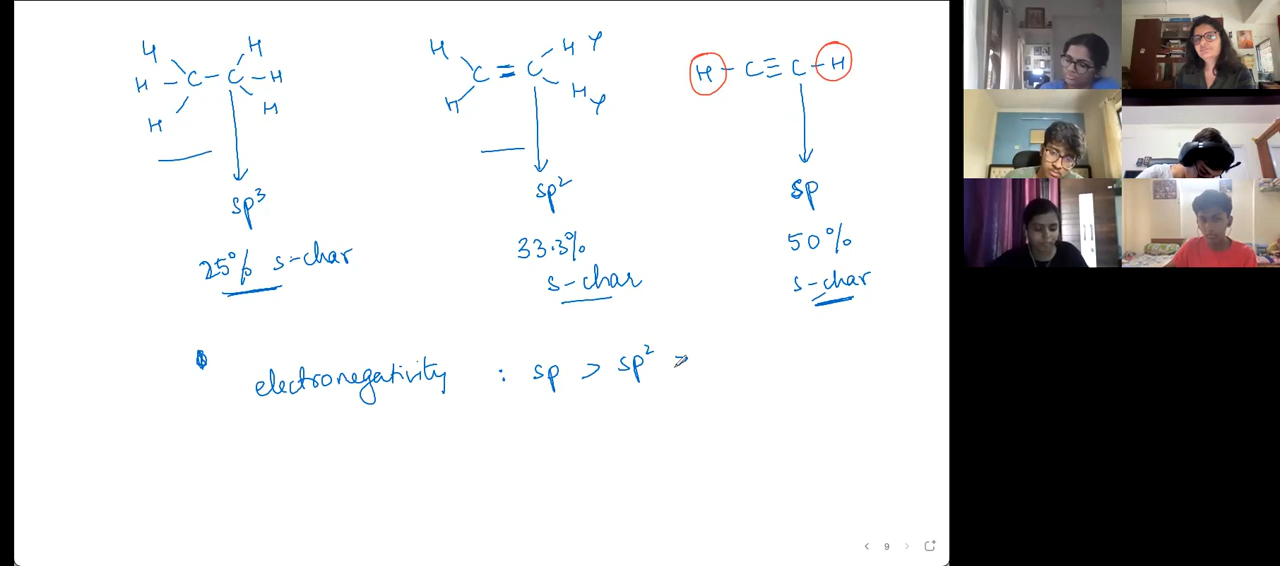 H H H H Y
H - C - C - H C = C H - C ≡ C - H
H H H H Y
sp³ sp² sp
25% s-char 33.3% 50%
s-char s-char
electronegativity : sp > sp² >
9